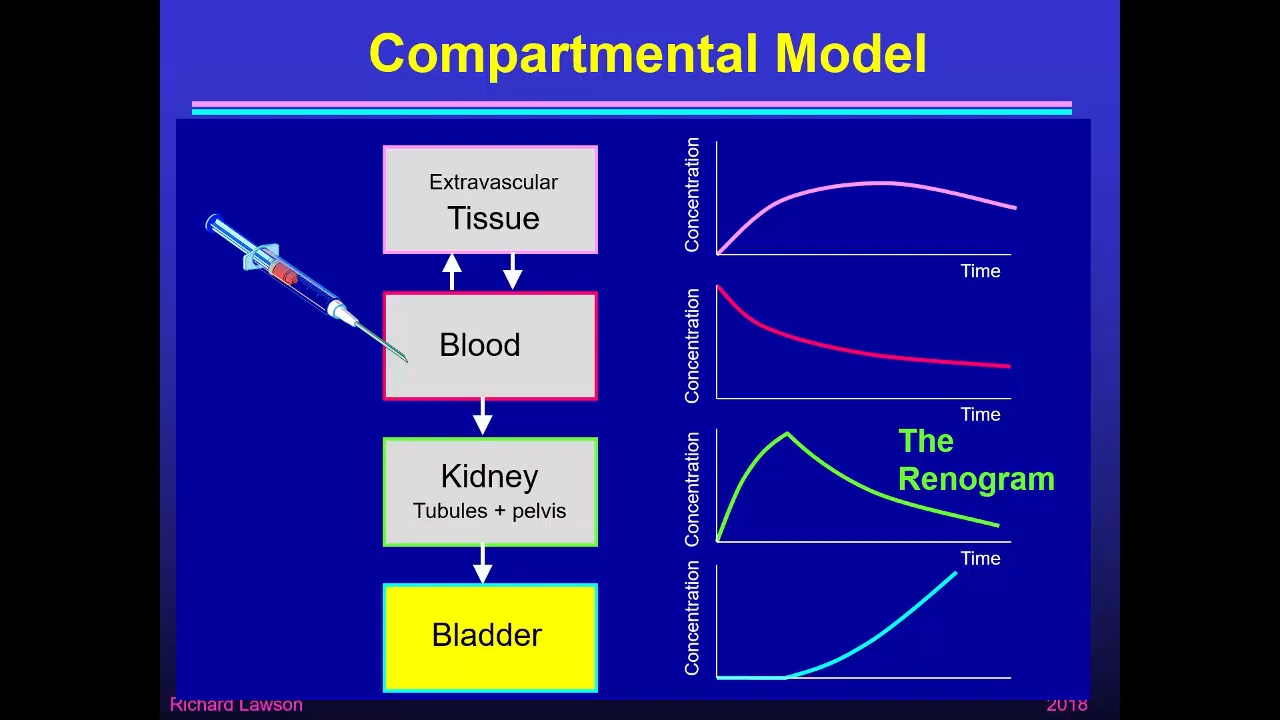 Compartmental Model
Extravascular
Tissue
Blood
Kidney
Tubules + pelvis
Bladder
Concentration
Time
Concentration
Time
The
Renogram
Concentration
Time
Concentration
Richard Lawson
2018